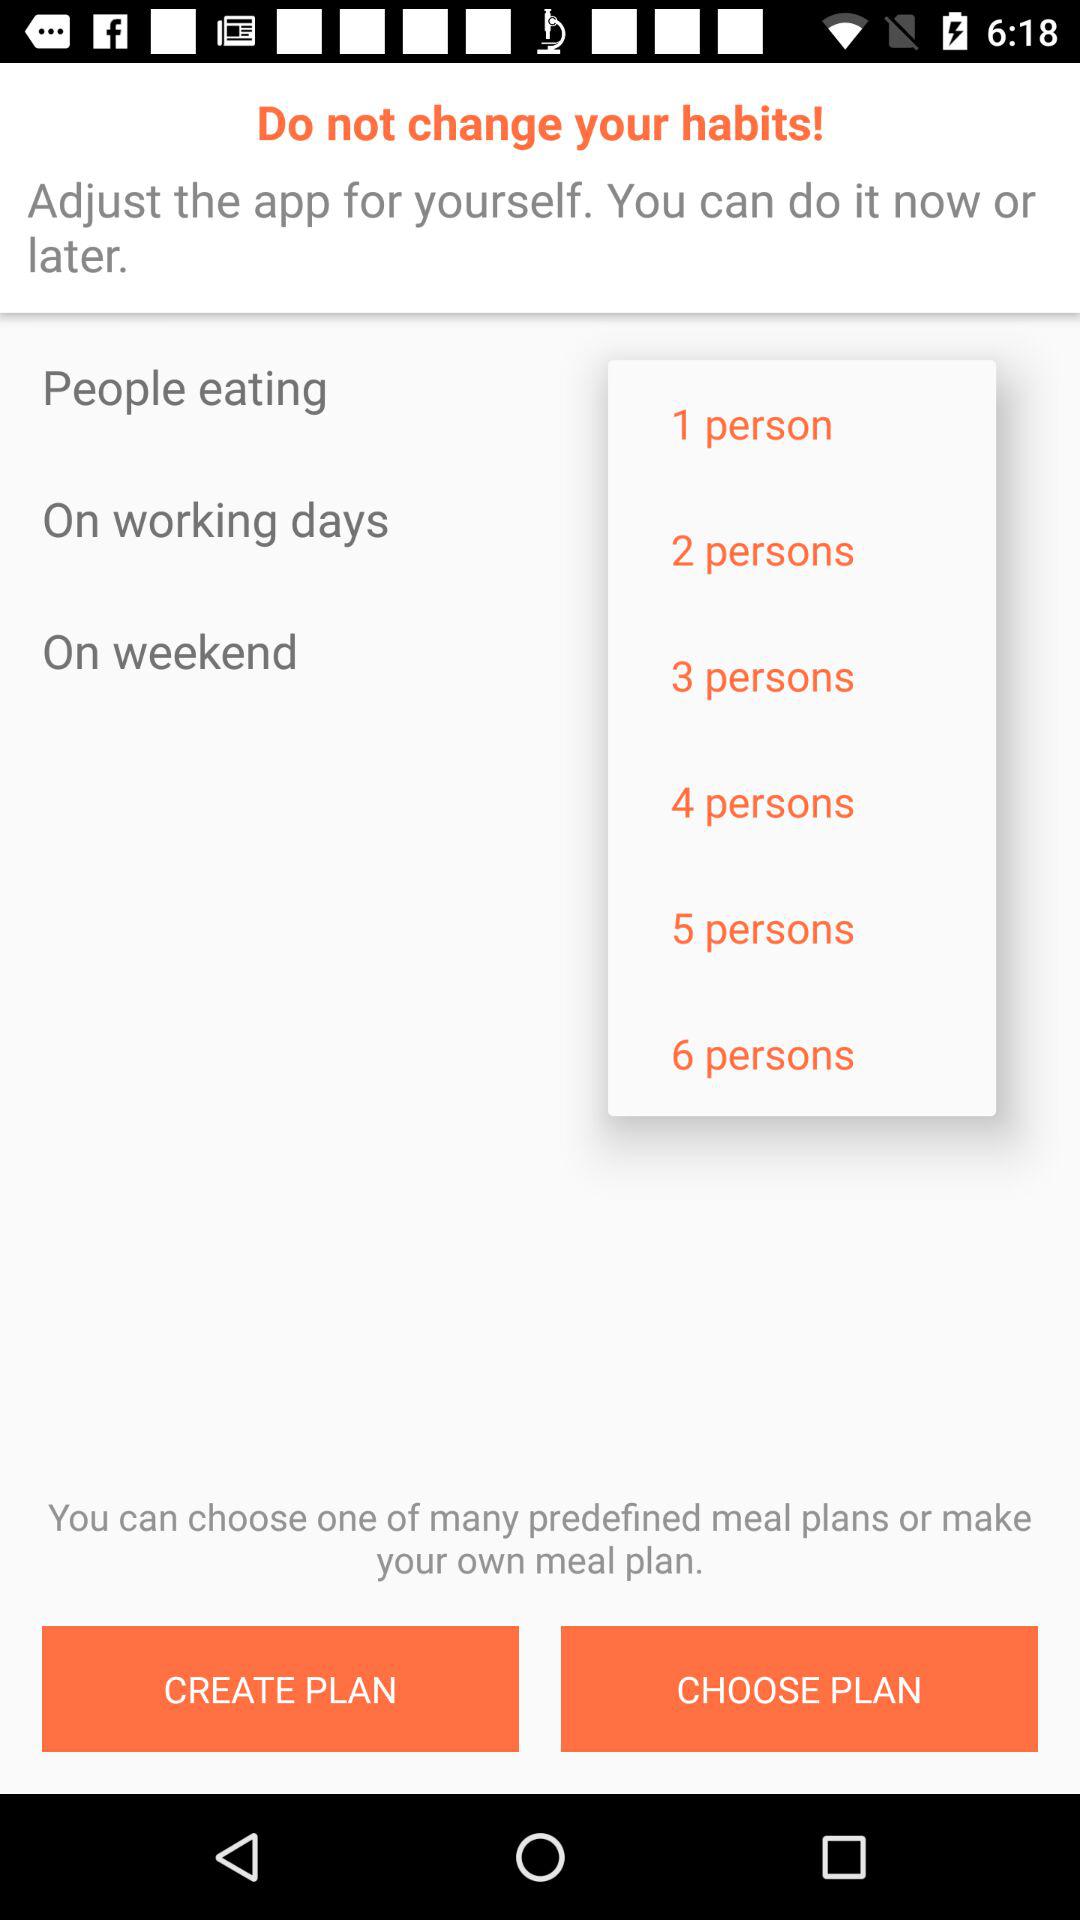 6:18
Do not change your habits!
Adjust the app for yourself. You can do it now or
later.
People eating
On working days
On weekend
1 person
2 persons
3 persons
4 persons
5 persons
6 persons
You can choose one of many predefined meal plans or make
your own meal plan.
CREATE PLAN
CHOOSE PLAN